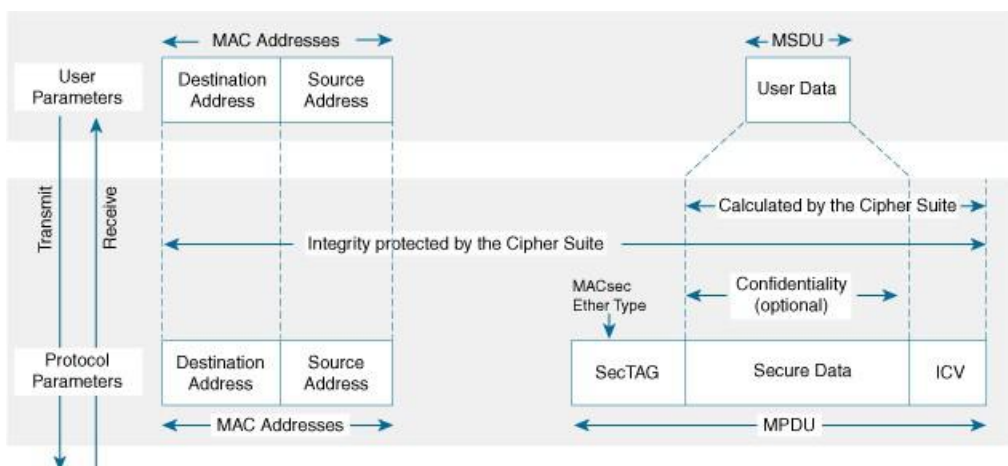 MAC Addresses
MSDU
User
Parameters
Destination
Address
Source
Address
User Data
Transmit
Receive
Calculated by the Cipher Suite
Integrity protected by the Cipher Suite
MACsec
Ether Type
Confidentiality
(optional)
Protocol
Parameters
Destination
Address
Source
Address
SecTAG
Secure Data
ICV
MAC Addresses
MPDU